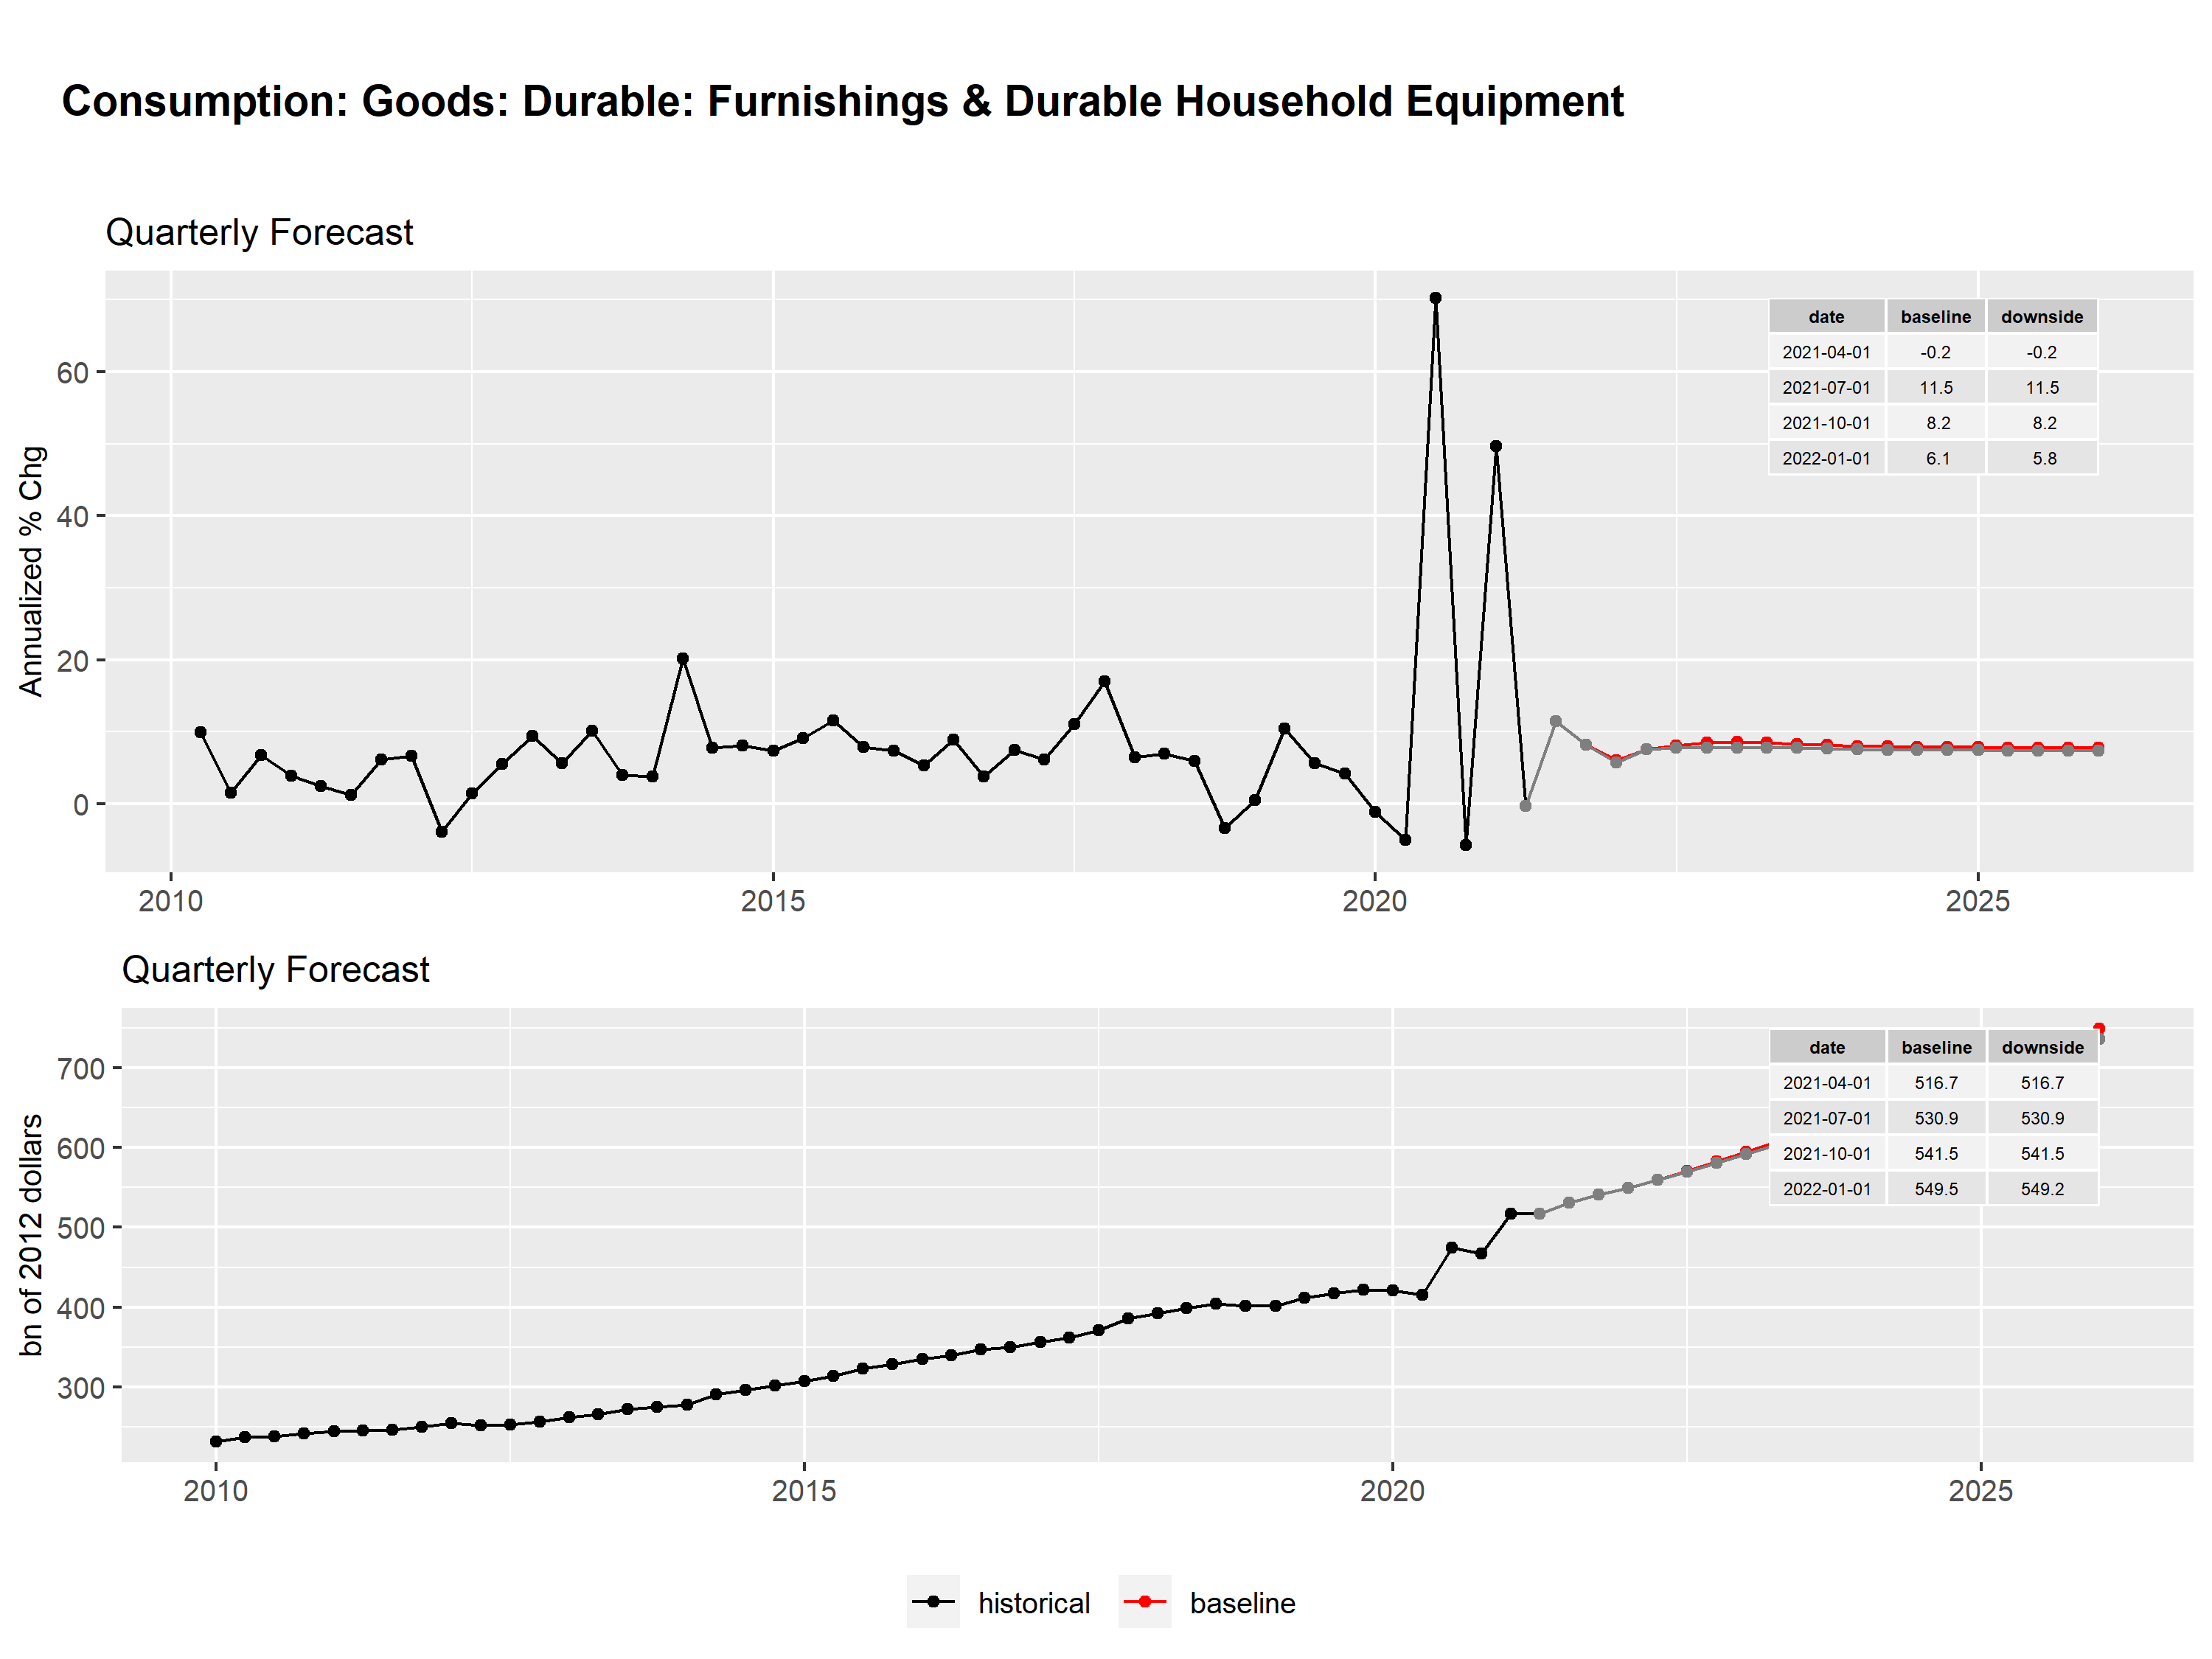 Consumption: Goods: Durable: Furnishings & Durable Household Equipment
Quarterly Forecast
Annualized % Chg
60
40
20
0
2010 2015 2020 2025
date baseline downside
2021-04-01 -0.2 -0.2
2021-07-01 11.5 11.5
2021-10-01 8.2 8.2
2022-01-01 6.1 5.8
Quarterly Forecast
bn of 2012 dollars
700
600
500
400
300
2010 2015 2020 2025
date baseline downside
2021-04-01 516.7 516.7
2021-07-01 530.9 530.9
2021-10-01 541.5 541.5
2022-01-01 549.5 549.2
historical baseline